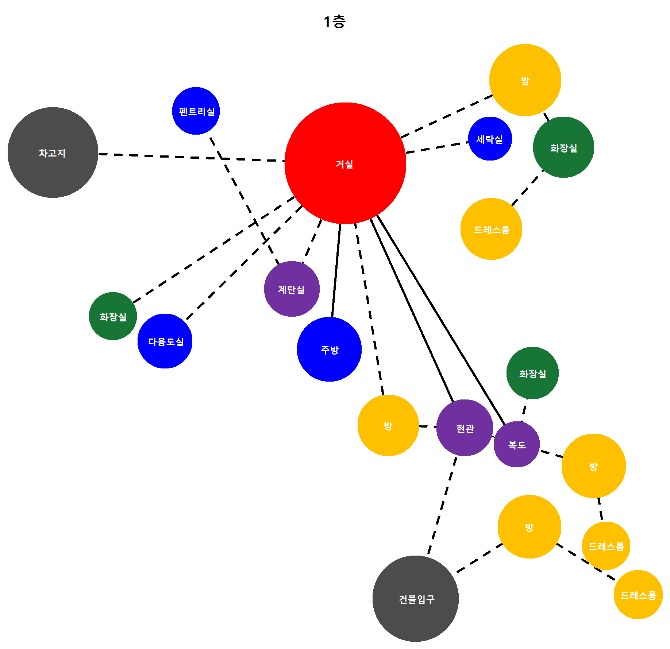 1층
방
펜트리실
세탁실
화장실
차고지
거실
드레스룸
계단실
화장실
다용도실
주방
화장실
방
현관
복도
방
방
드레스룸
드레스룸
건물입구